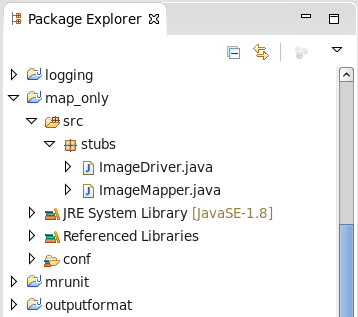 Package Explorer
logging
map_only
src
stubs
ImageDriver.java
ImageMapper.java
JRE System Library [JavaSE-1.8]
Referenced Libraries
conf
mrunit
outputformat